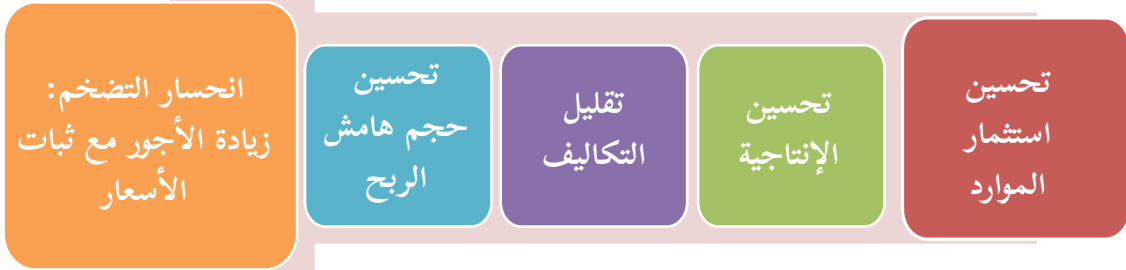 تحسين
استثمار
الموارد
تحسين
الإنتاجية
تقليل
التكاليف
تحسين
حجم هامش
الربح
انحسار التضخم:
زيادة الأجور مع ثبات
الأسعار